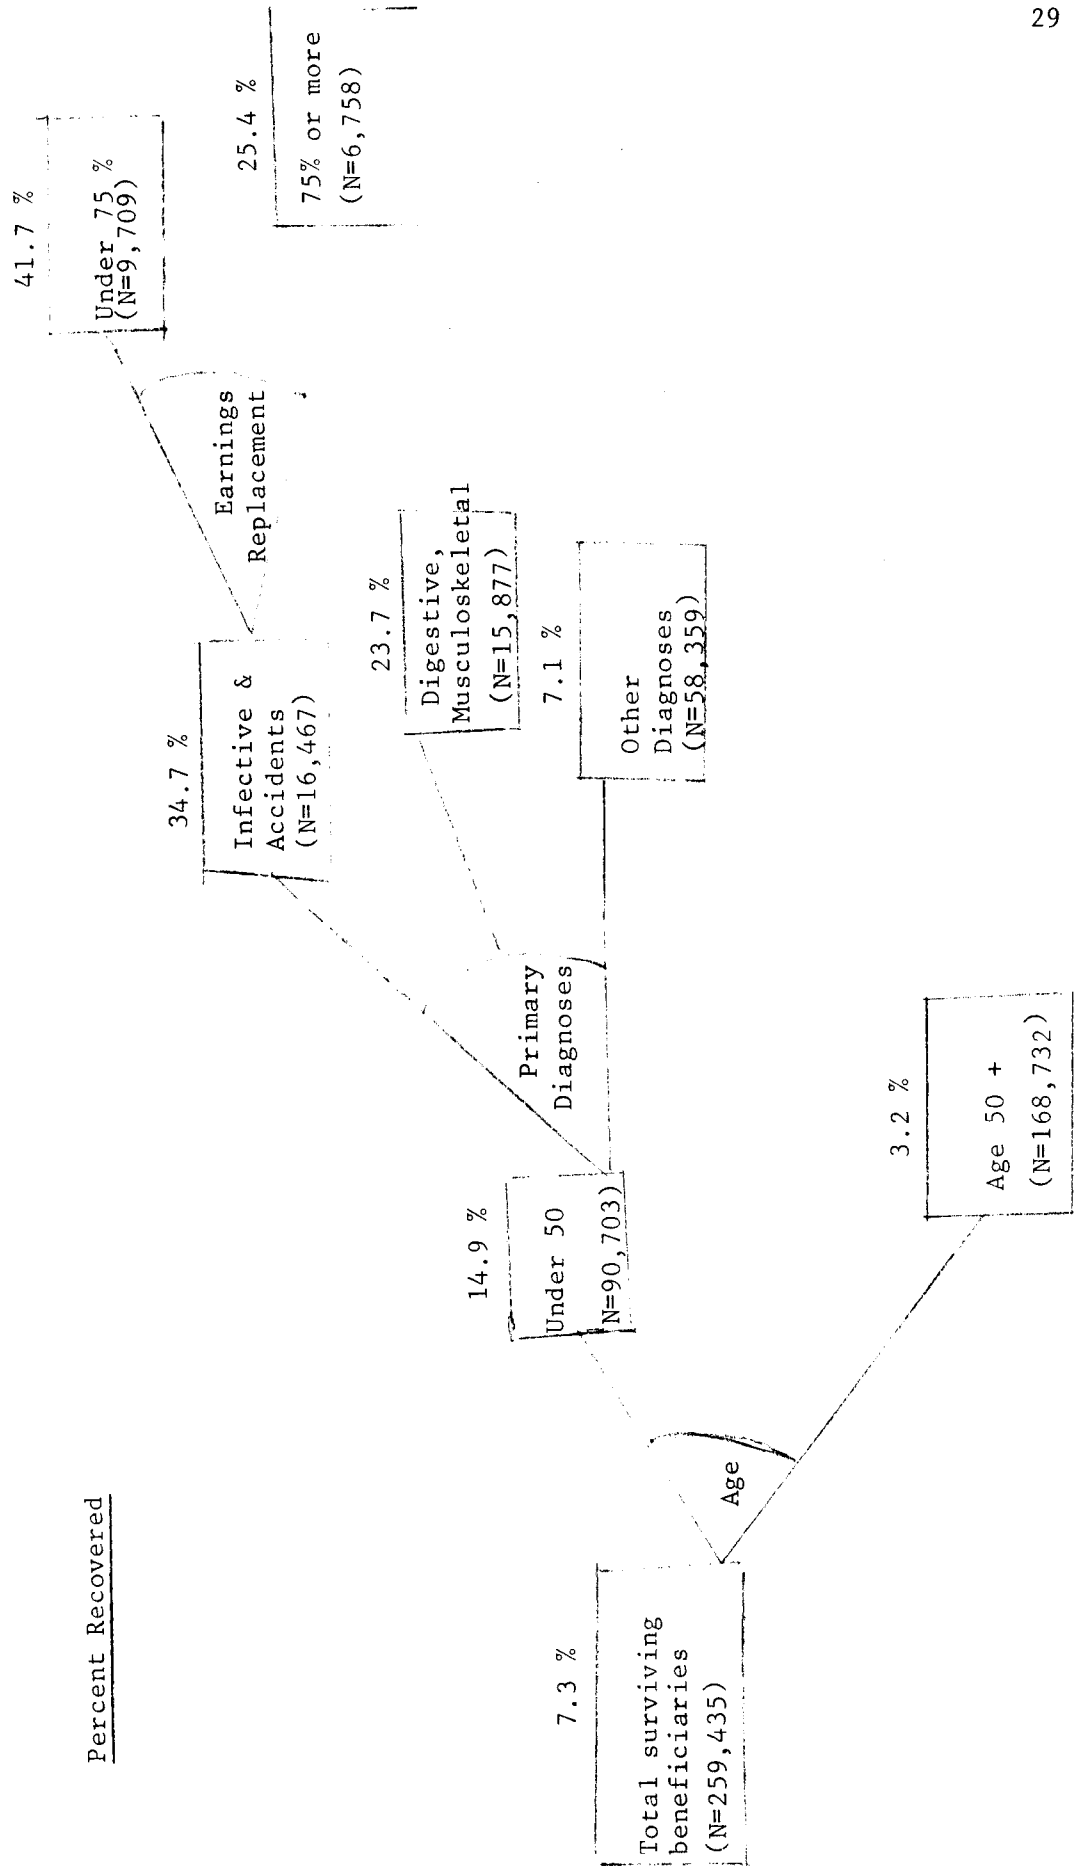 29
Percent Recovered
7.3 %
Total surviving
beneficiaries
(N=259,435)
Age
14.9 %
Under 50
N=90,703)
3.2 %
Age 50 +
(N=168,732)
Primary
Diagnoses
34.7 %
Infective &
Accidents
(N=16,467)
23.7 %
Digestive,
Musculoskeletal
(N=15,877)
7.1 %
Other
Diagnoses
(N=58,359)
Earnings
Replacement
41.7 %
Under 75 %
(N=9,709)
25.4 %
75% or more
(N=6,758)